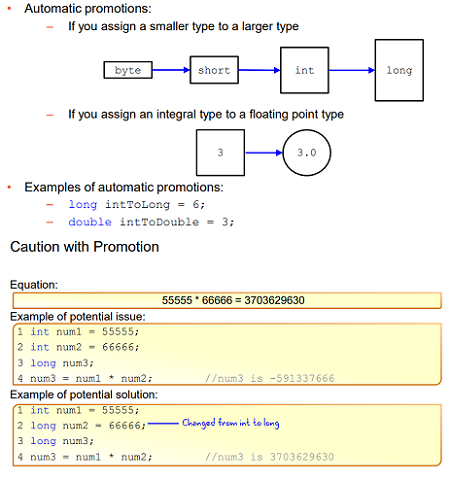 • Automatic promotions:
– If you assign a smaller type to a larger type
byte short int long
– If you assign an integral type to a floating point type
3 3.0
• Examples of automatic promotions:
– long intToLong = 6;
– double intToDouble = 3;
Caution with Promotion
Equation:
55555 * 66666 = 3703629630
Example of potential issue:
1 int num1 = 55555;
2 int num2 = 66666;
3 long num3;
4 num3 = num1 * num2; //num3 is -591337666
Example of potential solution:
1 int num1 = 55555;
2 long num2 = 66666; Changed from int to long
3 long num3;
4 num3 = num1 * num2; //num3 is 3703629630